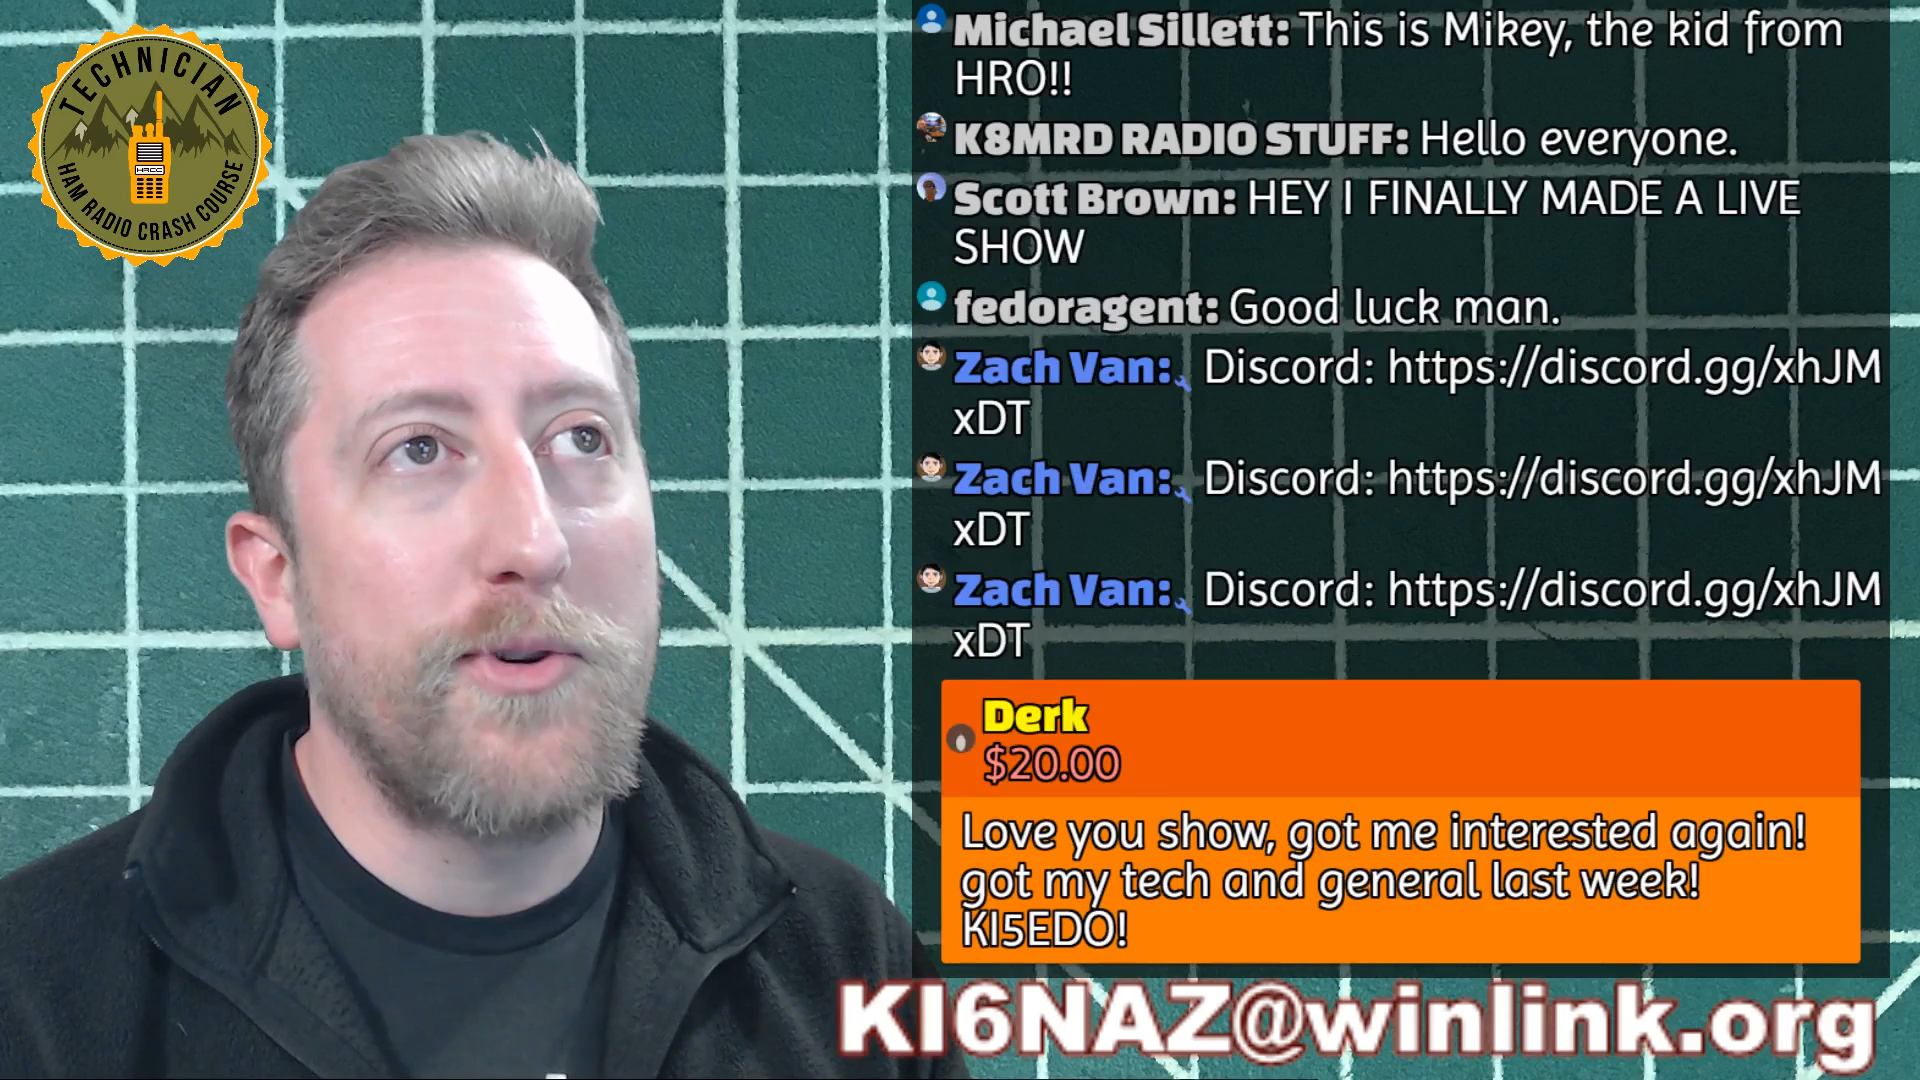 TECHNICIAN
HRCC
HAM RADIO CRASH COURSE
Michael Sillett: This is Mikey, the kid from
HRO!!
K8MRD RADIO STUFF: Hello everyone.
Scott Brown: HEY I FINALLY MADE A LIVE
SHOW
fedoragent: Good luck man.
Zach Van: Discord: https://discord.gg/xhJM
xDT
Zach Van: Discord: https://discord.gg/xhJM
xDT
Zach Van: Discord: https://discord.gg/xhJM
xDT
Derk
$20.00
Love you show, got me interested again!
got my tech and general last week!
KI5EDO!
KI6NAZ@winlink.org